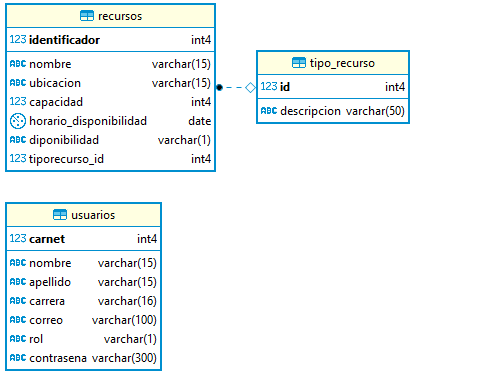 recursos
123 identificador int4
ABC nombre varchar(15)
ABC ubicacion varchar(15)
123 capacidad int4
horario_disponibilidad date
ABC diponibilidad varchar(1)
123 tiporecurso_id int4
tipo_recurso
123 id int4
ABC descripcion varchar(50)
usuarios
123 carnet int4
ABC nombre varchar(15)
ABC apellido varchar(15)
ABC carrera varchar(16)
ABC correo varchar(100)
ABC rol varchar(1)
ABC contrasena varchar(300)